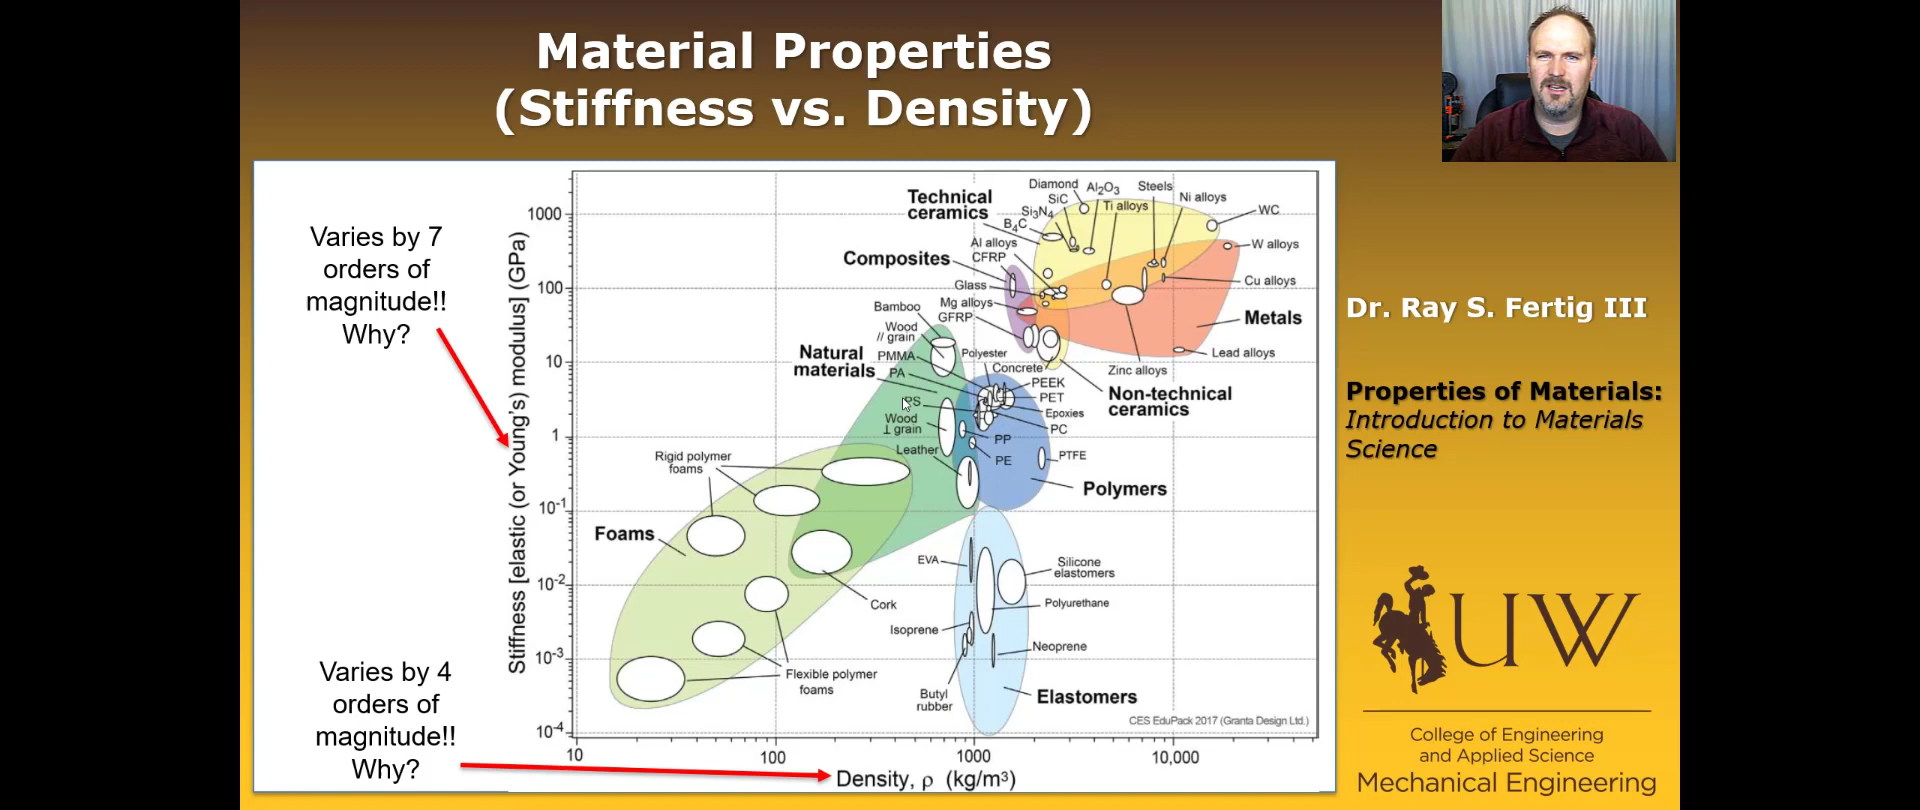 Material Properties
(Stiffness vs. Density)
Varies by 7
orders of
magnitude!!
Why?
Varies by 4
orders of
magnitude!!
Why?
Stiffness [elastic (or Young's) modulus] (GPa)
1000
100
10
1
10-1
10-2
10-3
10-4
10
100
1000
10,000
Density, ρ (kg/m3)
Technical
ceramics
Diamond
Al2O3
Steels
SiC
Ni alloys
Si3N4
Ti alloys
WC
B4C
Al alloys
W alloys
Composites
CFRP
Cu alloys
Glass
Mg alloys
Bamboo
GFRP
Metals
Wood
// grain
Natural
materials
PMMA
Polyester
Lead alloys
Concrete
Zinc alloys
PA
PEEK
Non-technical
ceramics
PET
PS
Epoxies
Wood
⊥ grain
PC
PP
Leather
PE
PTFE
Rigid polymer
foams
Polymers
Foams
EVA
Silicone
elastomers
Cork
Polyurethane
Isoprene
Neoprene
Flexible polymer
foams
Butyl
rubber
Elastomers
CES EduPack 2017 (Granta Design Ltd.)
Dr. Ray S. Fertig III
Properties of Materials:
Introduction to Materials
Science
UW
College of Engineering
and Applied Science
Mechanical Engineering